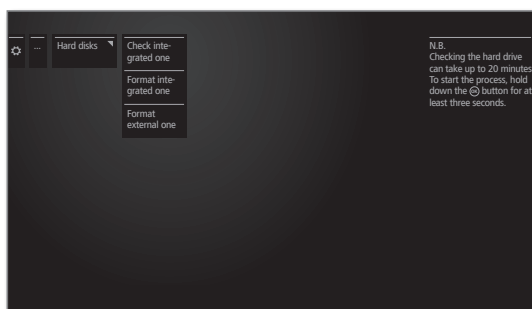 ...
Hard disks
Check inte-
grated one
Format inte-
grated one
Format
external one
N.B.
Checking the hard drive
can take up to 20 minutes
To start the process, hold
down the OK button for at
least three seconds.